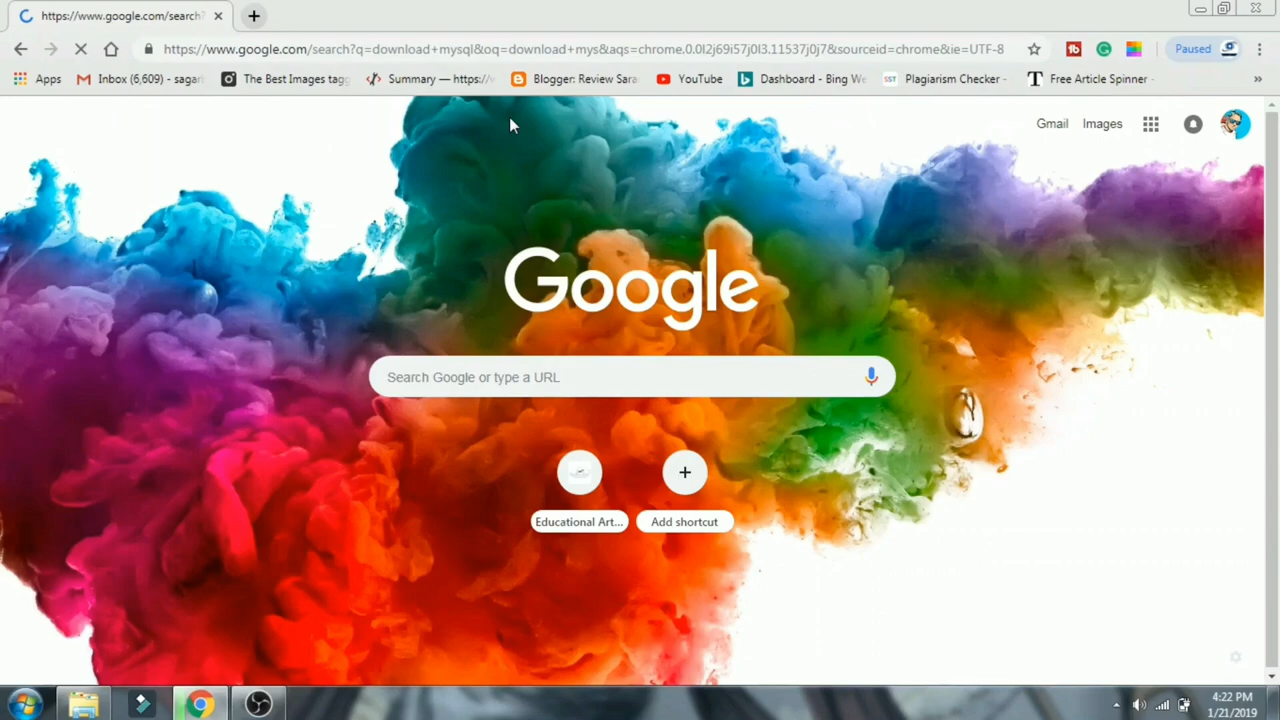 https://www.google.com/search?
https://www.google.com/search?q=download+mysql&oq=download+mys&aqs=chrome.0.0l2j69i57j0l3.11537j0j7&sourceid=chrome&ie=UTF-8
Paused
Apps
Inbox (6,609) - sagar
The Best Images tag
Summary — https://
Blogger: Review Sara
YouTube
Dashboard - Bing We
SST
Plagiarism Checker -
Free Article Spinner -
Gmail
Images
Google
Search Google or type a URL
Educational Art...
Add shortcut
4:22 PM
1/21/2019